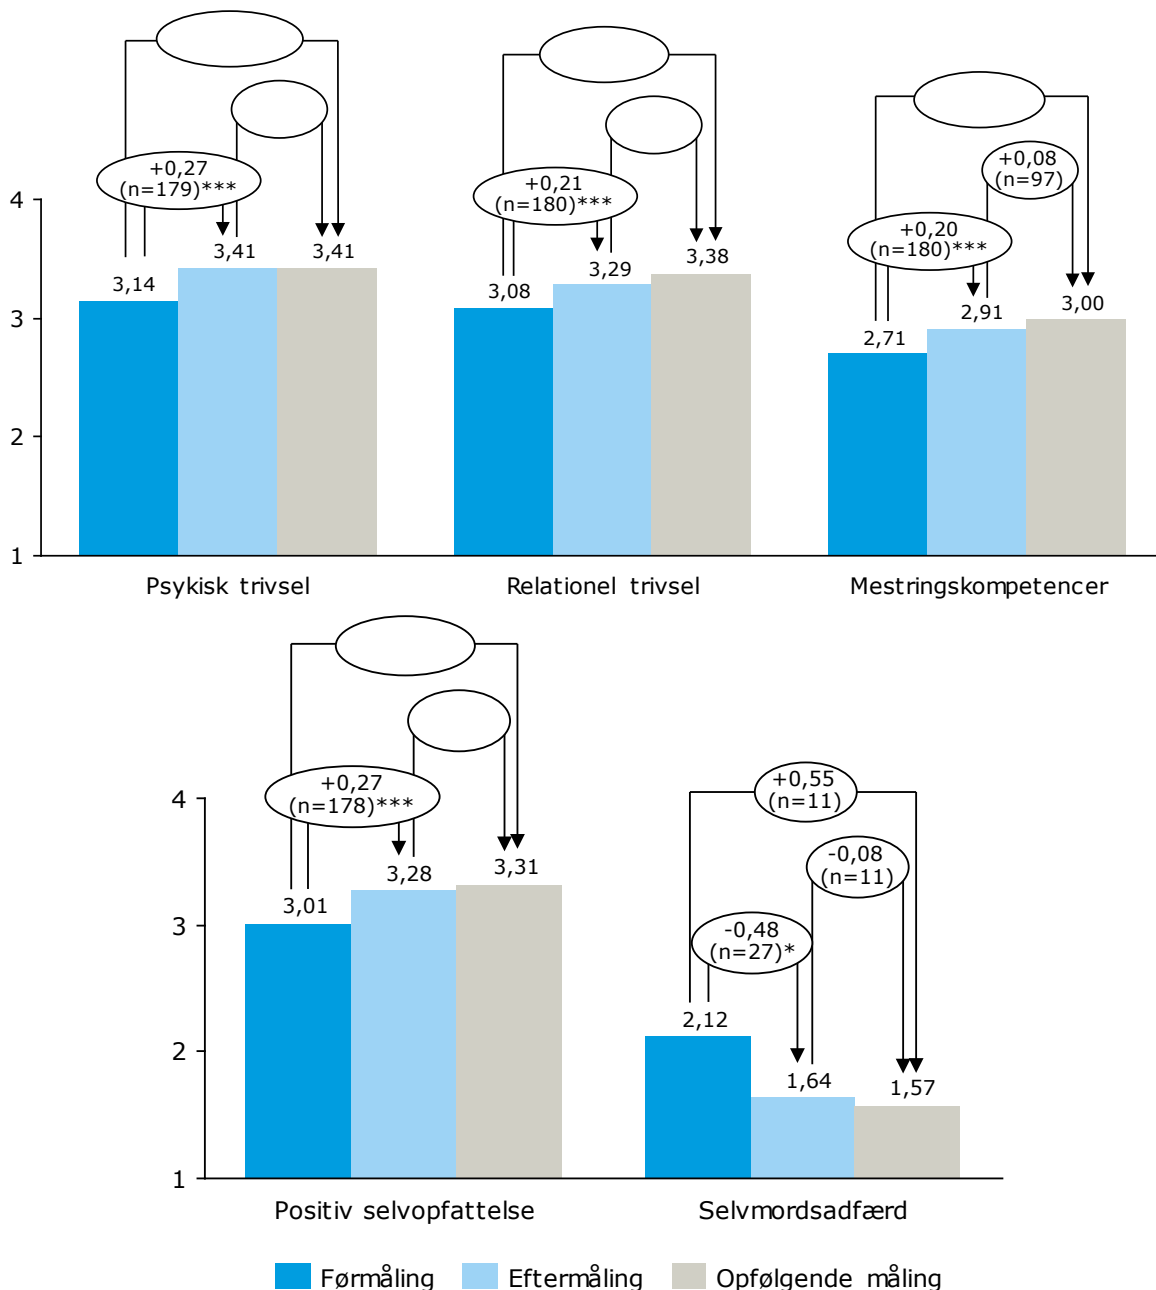 +0,27
(n=179)***
+0,21
(n=180)***
+0,08
(n=97)
+0,20
(n=180)***
4
3
2
1
3,14
3,41
3,41
3,08
3,29
3,38
2,71
2,91
3,00
Psykisk trivsel
Relationel trivsel
Mestringskompetencer
+0,27
(n=178)***
+0,55
(n=11)
-0,08
(n=11)
-0,48
(n=27)*
4
3
2
1
3,01
3,28
3,31
2,12
1,64
1,57
Positiv selvopfattelse
Selvmordsadfærd
Førmåling
Eftermåling
Opfølgende måling